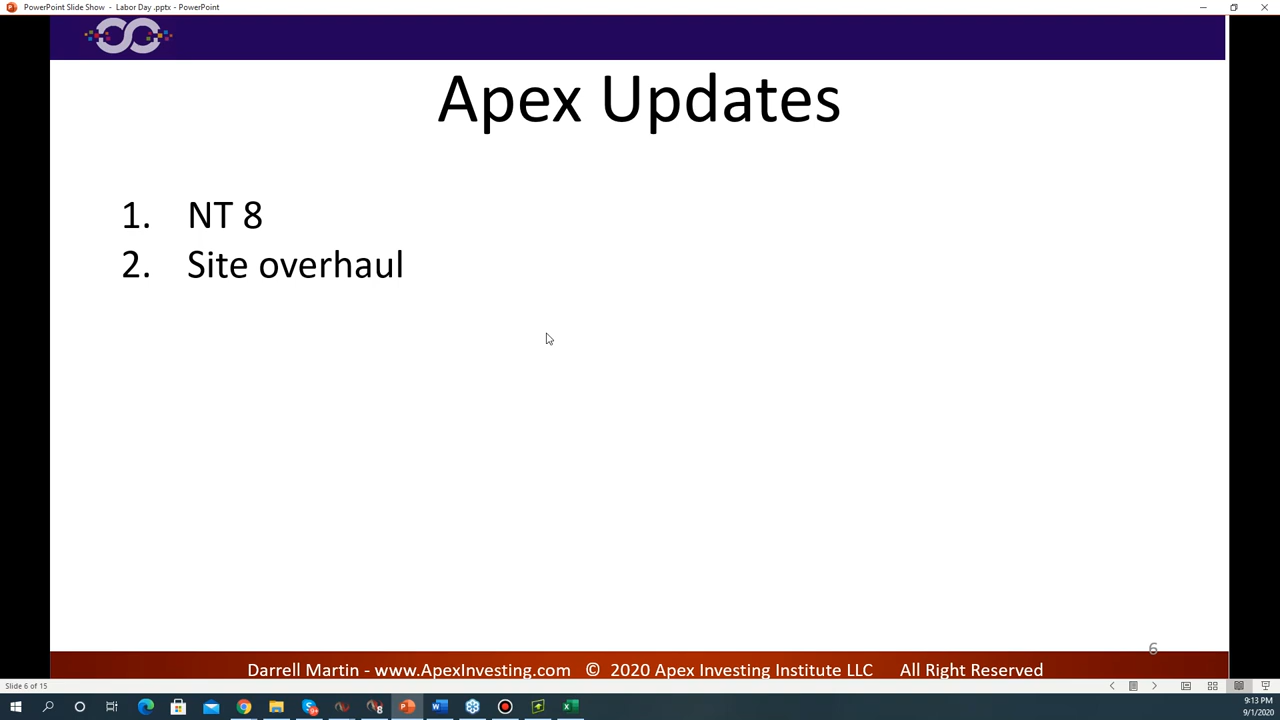 PowerPoint Slide Show - Labor Day .pptx - PowerPoint
Apex Updates
1. NT 8
2. Site overhaul
6
Darrell Martin - www.ApexInvesting.com © 2020 Apex Investing Institute LLC All Right Reserved
Slide 6 of 15
9:13 PM
9/1/2020